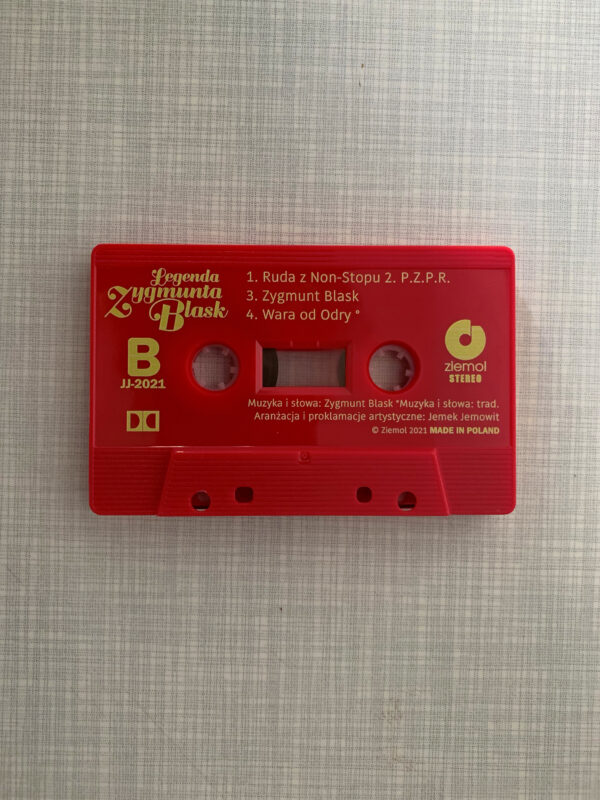 Legenda
Zygmunta
Blask
1. Ruda z Non-Stopu 2. P.Z.P.R.
3. Zygmunt Blask
4. Wara od Odry °
B
JJ-2021
ziemol
STEREO
Muzyka i słowa: Zygmunt Blask *Muzyka i słowa: trad.
Aranżacja i proklamacje artystyczne: Jemek Jemowit
© Ziemol 2021 MADE IN POLAND